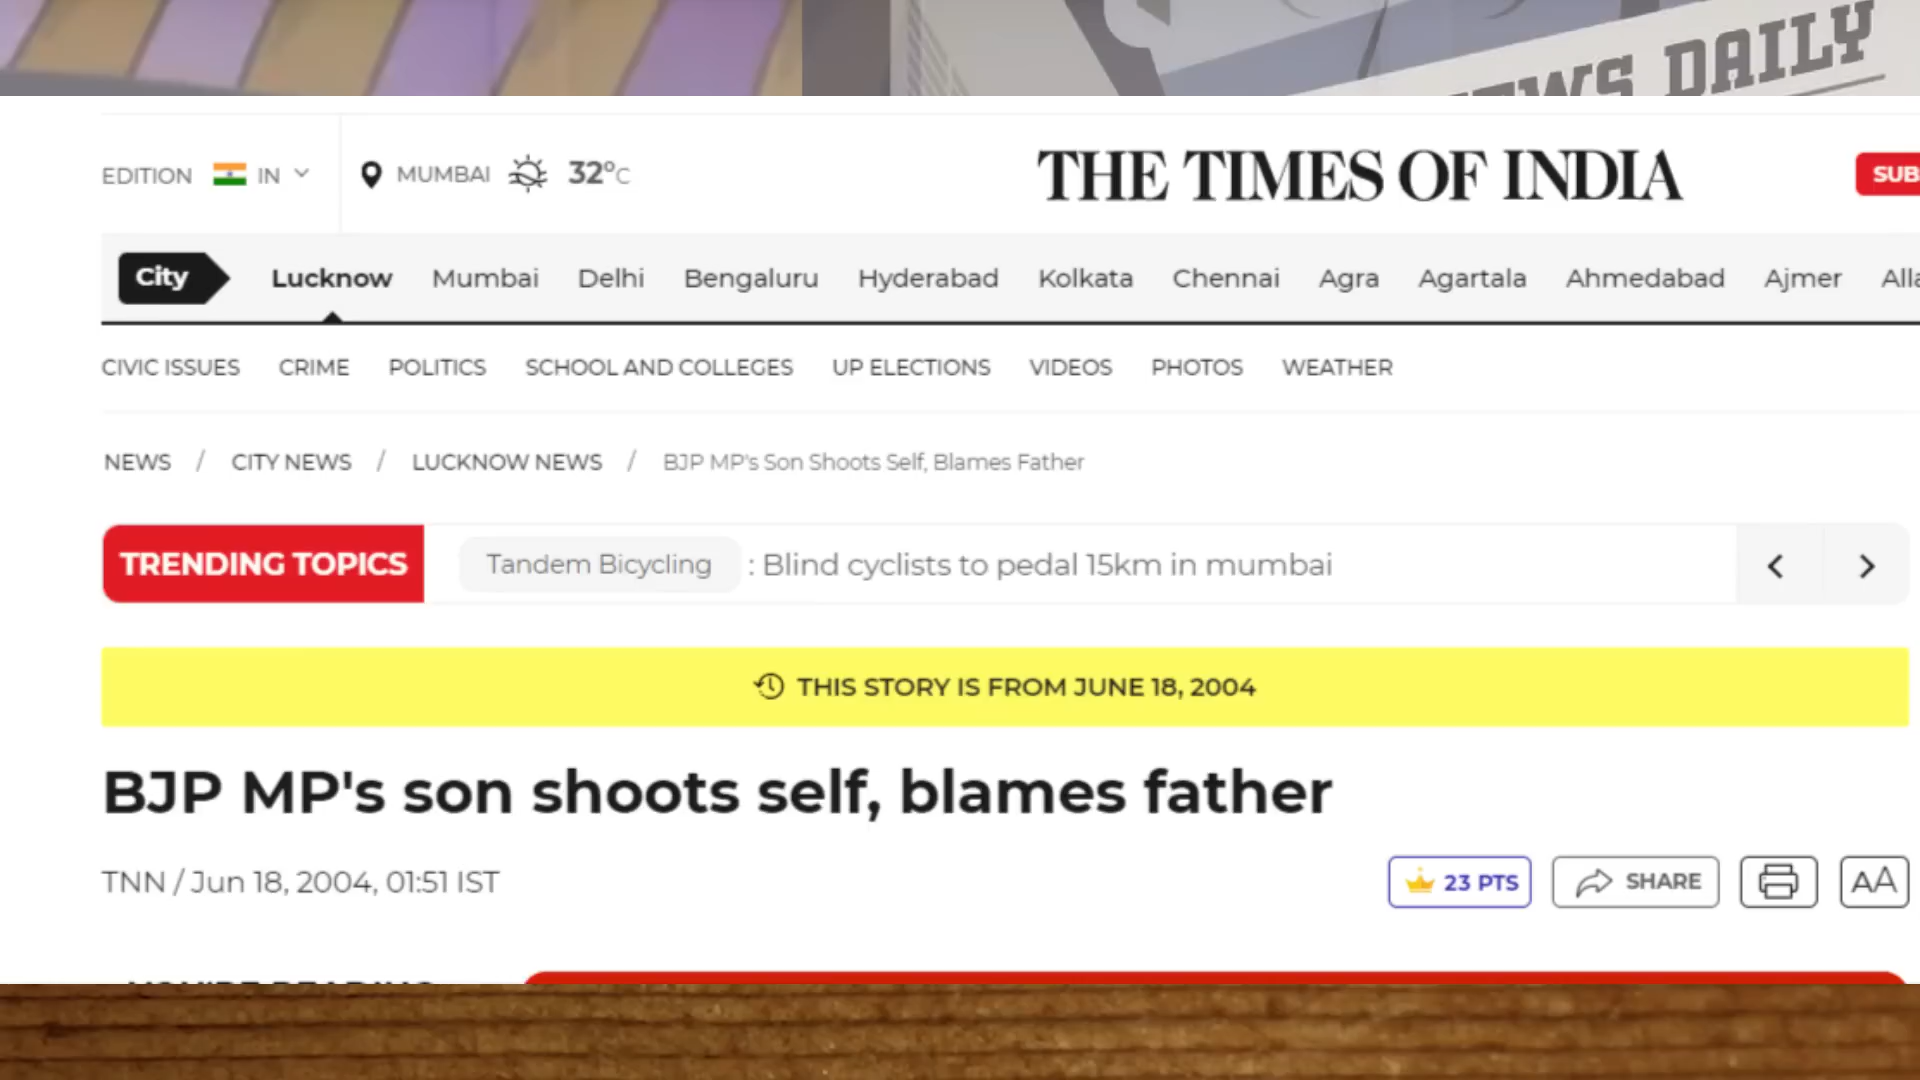 NEWS DAILY
EDITION IN MUMBAI 32°C THE TIMES OF INDIA SUB
City Lucknow Mumbai Delhi Bengaluru Hyderabad Kolkata Chennai Agra Agartala Ahmedabad Ajmer Alla
CIVIC ISSUES CRIME POLITICS SCHOOL AND COLLEGES UP ELECTIONS VIDEOS PHOTOS WEATHER
NEWS / CITY NEWS / LUCKNOW NEWS / BJP MP's Son Shoots Self, Blames Father
TRENDING TOPICS Tandem Bicycling : Blind cyclists to pedal 15km in mumbai
THIS STORY IS FROM JUNE 18, 2004
BJP MP's son shoots self, blames father
TNN / Jun 18, 2004, 01:51 IST 23 PTS SHARE AA